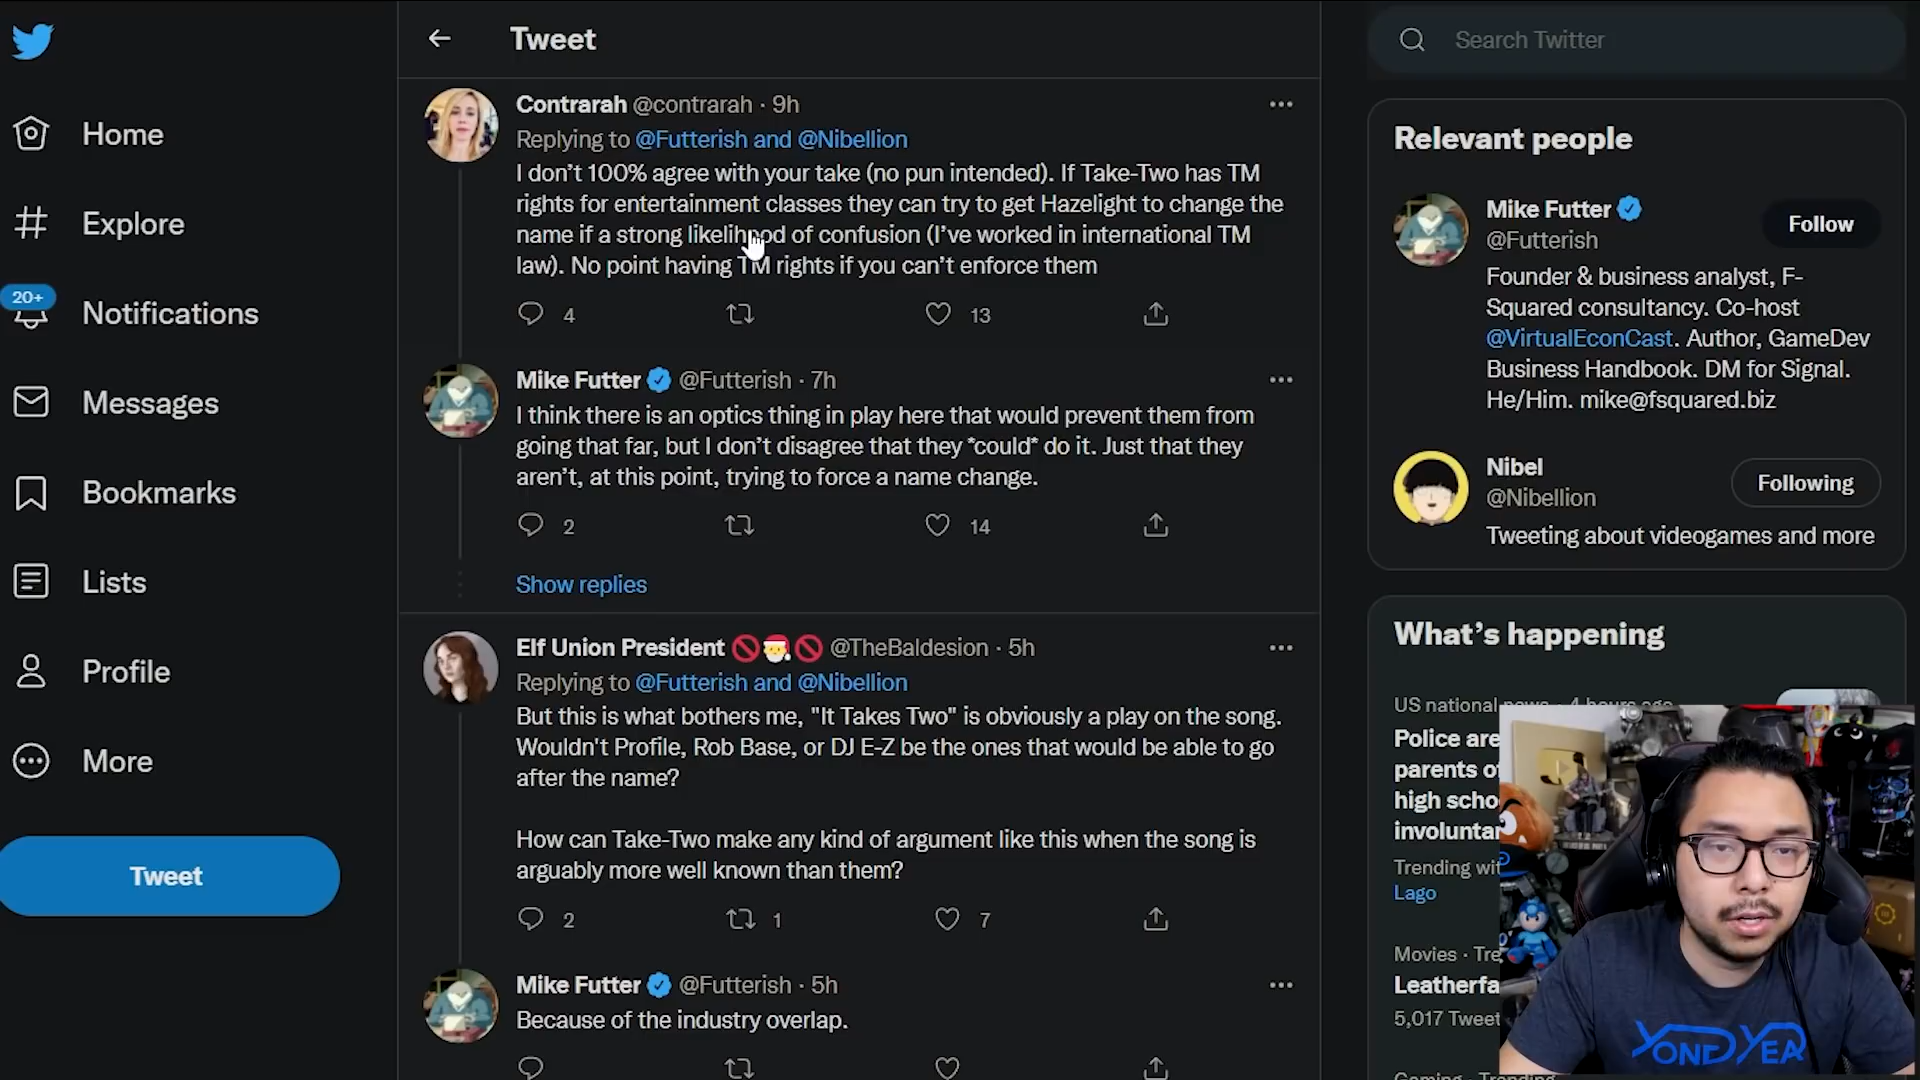 Tweet
Search Twitter
Home
Explore
20+
Notifications
Messages
Bookmarks
Lists
Profile
More
Tweet
Contrarah @contrarah · 9h
Replying to @Futterish and @Nibellion
I don't 100% agree with your take (no pun intended). If Take-Two has TM
rights for entertainment classes they can try to get Hazelight to change the
name if a strong likelihood of confusion (I've worked in international TM
law). No point having TM rights if you can't enforce them
4
13
Mike Futter @Futterish · 7h
I think there is an optics thing in play here that would prevent them from
going that far, but I don't disagree that they *could* do it. Just that they
aren't, at this point, trying to force a name change.
2
14
Show replies
Elf Union President @TheBaldesion · 5h
Replying to @Futterish and @Nibellion
But this is what bothers me, "It Takes Two" is obviously a play on the song.
Wouldn't Profile, Rob Base, or DJ E-Z be the ones that would be able to go
after the name?
How can Take-Two make any kind of argument like this when the song is
arguably more well known than them?
2
1
7
Mike Futter @Futterish · 5h
Because of the industry overlap.
Relevant people
Mike Futter
@Futterish
Follow
Founder & business analyst, F-
Squared consultancy. Co-host
@VirtualEconCast. Author, GameDev
Business Handbook. DM for Signal.
He/Him. mike@fsquared.biz
Nibel
@Nibellion
Following
Tweeting about videogames and more
What's happening
US national news · 4 hours ago
Police are
parents of
high scho
involuntar
Trending wit
Lago
Movies · Tre
Leatherfa
5,017 Tweet
Gaming · Trending
YONGYEA